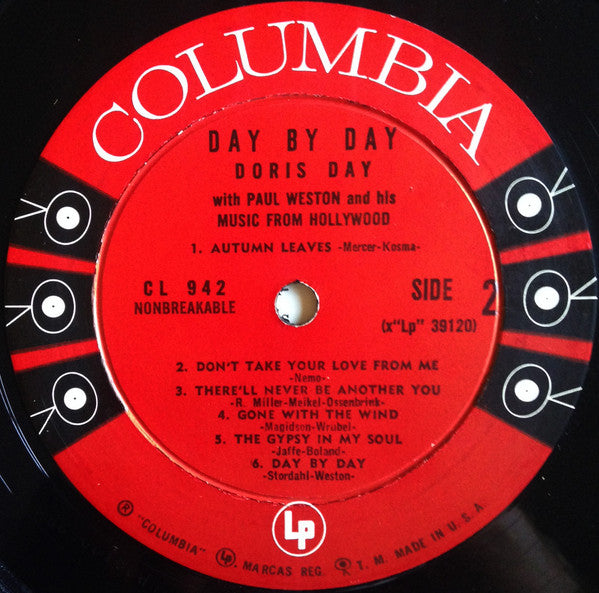 COLUMBIA
DAY BY DAY
DORIS DAY
with PAUL WESTON and his
MUSIC FROM HOLLYWOOD
1. AUTUMN LEAVES -Mercer-Kosma-
CL 942
NONBREAKABLE
SIDE 2
(x"Lp" 39120)
2. DON'T TAKE YOUR LOVE FROM ME
-Nemo-
3. THERE'LL NEVER BE ANOTHER YOU
-R. Miller-Meikel-Ossenbrink-
4. GONE WITH THE WIND
-Magidson-Wrubel-
5. THE GYPSY IN MY SOUL
-Jaffe-Boland-
6. DAY BY DAY
-Stordahl-Weston-
Lp
® "COLUMBIA" Lp MARCAS REG. T. M. MADE IN U. S. A.